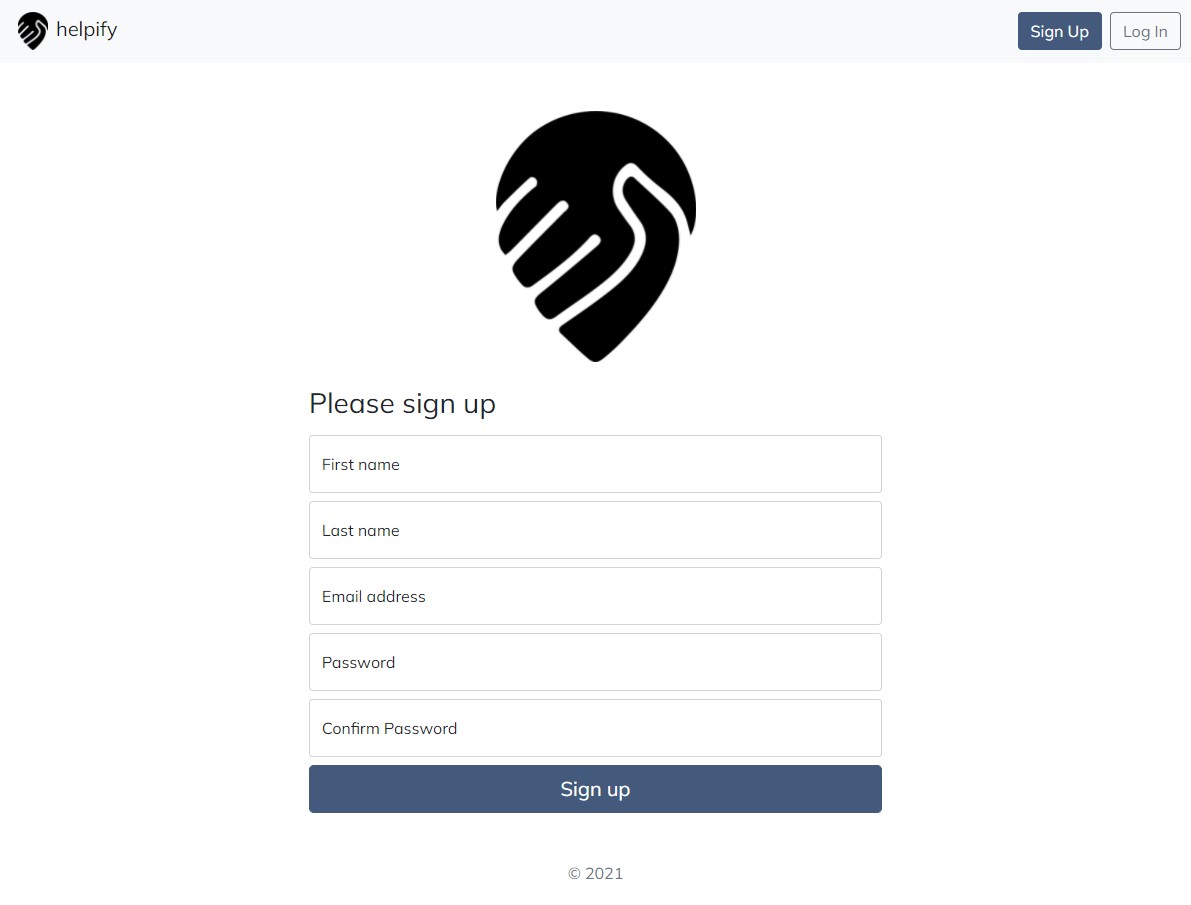 helpify
Sign Up
Log In
Please sign up
First name
Last name
Email address
Password
Confirm Password
Sign up
© 2021